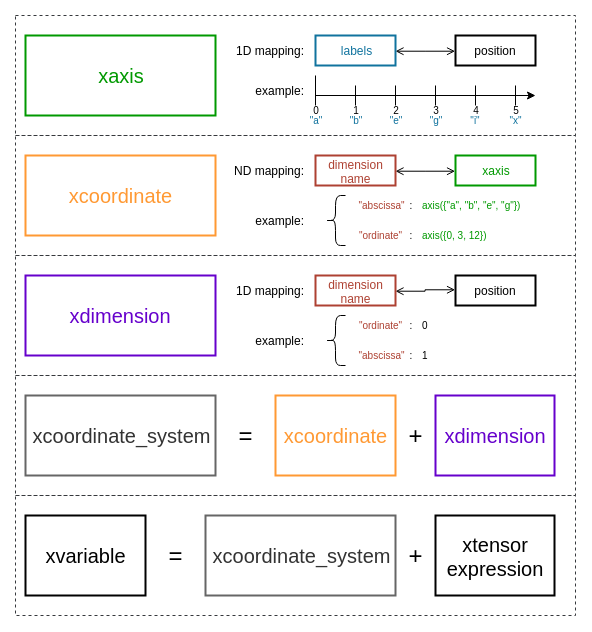 xaxis
1D mapping:
labels
position
example:
0 1 2 3 4 5
"a" "b" "e" "g" "i" "x"
xcoordinate
ND mapping:
dimension
name
xaxis
example:
"abscissa" : axis({"a", "b", "e", "g"})
"ordinate" : axis({0, 3, 12})
xdimension
1D mapping:
dimension
name
position
example:
"ordinate" : 0
"abscissa" : 1
xcoordinate_system = xcoordinate + xdimension
xvariable = xcoordinate_system + xtensor
expression